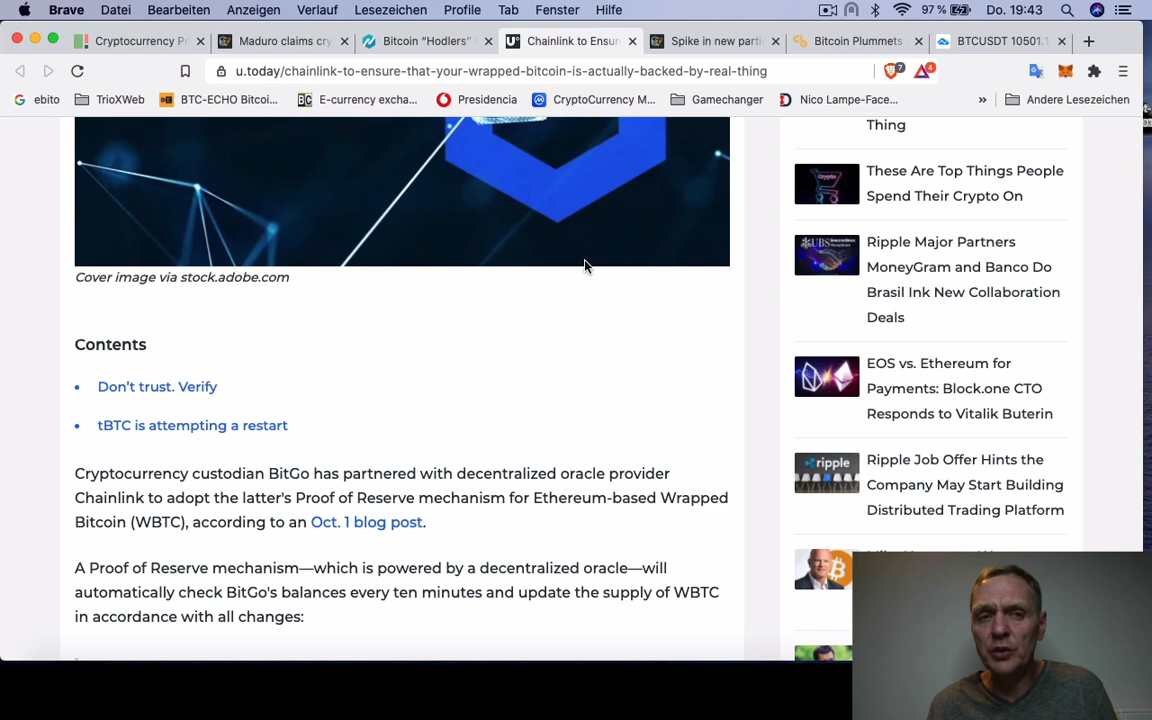 Brave Datei Bearbeiten Anzeigen Verlauf Lesezeichen Profile Tab Fenster Hilfe 97 % Do. 19:43
Cryptocurrency Pr Maduro claims cry Bitcoin “Hodlers” Chainlink to Ensur Spike in new parti Bitcoin Plummets BTCUSDT 10501.1
u.today/chainlink-to-ensure-that-your-wrapped-bitcoin-is-actually-backed-by-real-thing 7 4
ebito TrioXWeb BTC-ECHO Bitcoi... E-currency excha... Presidencia CryptoCurrency M... Gamechanger Nico Lampe-Face... » Andere Lesezeichen
Cover image via stock.adobe.com
Contents
• Don’t trust. Verify
• tBTC is attempting a restart
Cryptocurrency custodian BitGo has partnered with decentralized oracle provider
Chainlink to adopt the latter's Proof of Reserve mechanism for Ethereum-based Wrapped
Bitcoin (WBTC), according to an Oct. 1 blog post.
A Proof of Reserve mechanism—which is powered by a decentralized oracle—will
automatically check BitGo's balances every ten minutes and update the supply of WBTC
in accordance with all changes:
Thing
These Are Top Things People
Spend Their Crypto On
Ripple Major Partners
MoneyGram and Banco Do
Brasil Ink New Collaboration
Deals
EOS vs. Ethereum for
Payments: Block.one CTO
Responds to Vitalik Buterin
Ripple Job Offer Hints the
Company May Start Building
Distributed Trading Platform
Crypto
UBS
ripple